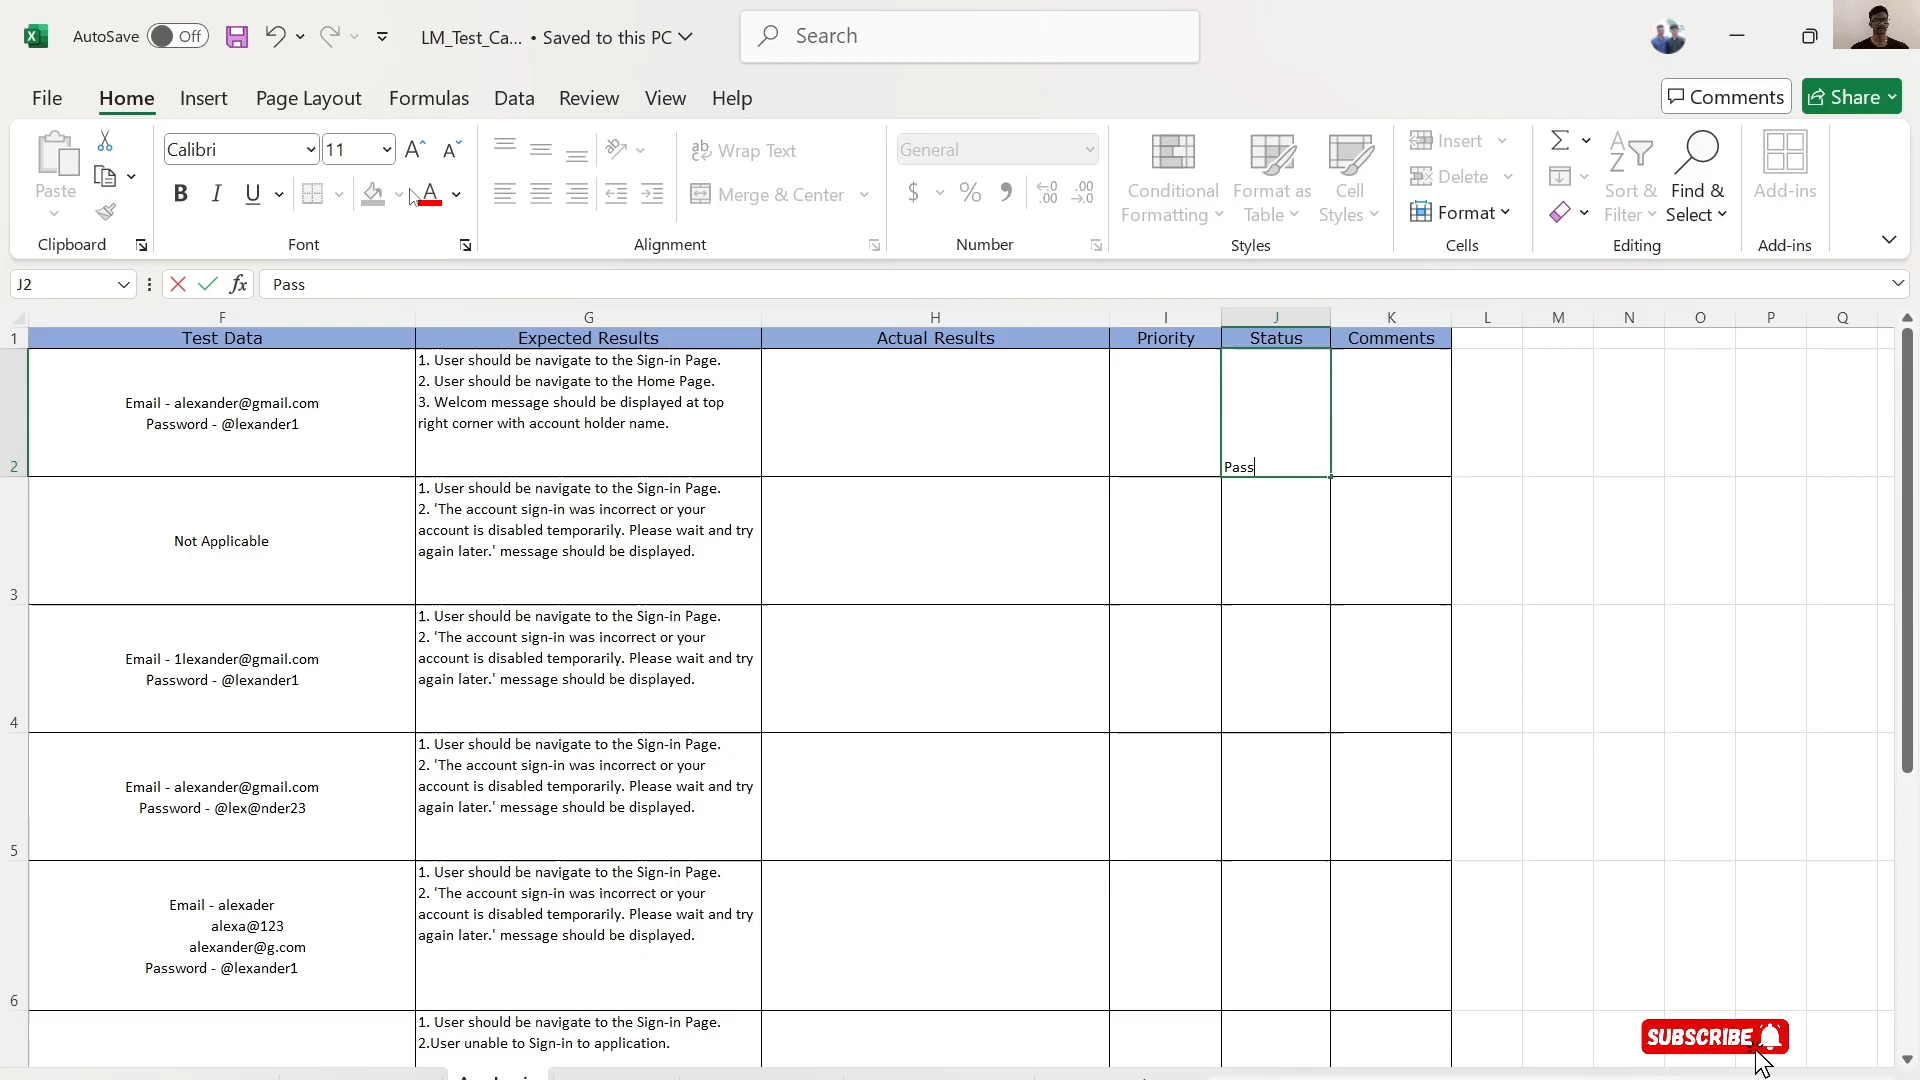 AutoSave Off LM_Test_Ca... • Saved to this PC Search
File Home Insert Page Layout Formulas Data Review View Help Comments Share
Paste Calibri 11 Wrap Text General Conditional Formatting Format as Table Cell Styles Insert Delete Format Sort & Filter Find & Select Add-ins
B I U A Merge & Center $ % 9 .00
Clipboard Font Alignment Number Styles Cells Editing Add-ins
J2 fx Pass
F G H I J K L M N O P Q
1 Test Data Expected Results Actual Results Priority Status Comments
2
Email - alexander@gmail.com
Password - @lexander1
1. User should be navigate to the Sign-in Page.
2. User should be navigate to the Home Page.
3. Welcom message should be displayed at top
right corner with account holder name.
Pass
3
Not Applicable
1. User should be navigate to the Sign-in Page.
2. 'The account sign-in was incorrect or your
account is disabled temporarily. Please wait and try
again later.' message should be displayed.
4
Email - 1lexander@gmail.com
Password - @lexander1
1. User should be navigate to the Sign-in Page.
2. 'The account sign-in was incorrect or your
account is disabled temporarily. Please wait and try
again later.' message should be displayed.
5
Email - alexander@gmail.com
Password - @lex@nder23
1. User should be navigate to the Sign-in Page.
2. 'The account sign-in was incorrect or your
account is disabled temporarily. Please wait and try
again later.' message should be displayed.
6
Email - alexader
alexa@123
alexander@g.com
Password - @lexander1
1. User should be navigate to the Sign-in Page.
2. 'The account sign-in was incorrect or your
account is disabled temporarily. Please wait and try
again later.' message should be displayed.
1. User should be navigate to the Sign-in Page.
2.User unable to Sign-in to application.
SUBSCRIBE